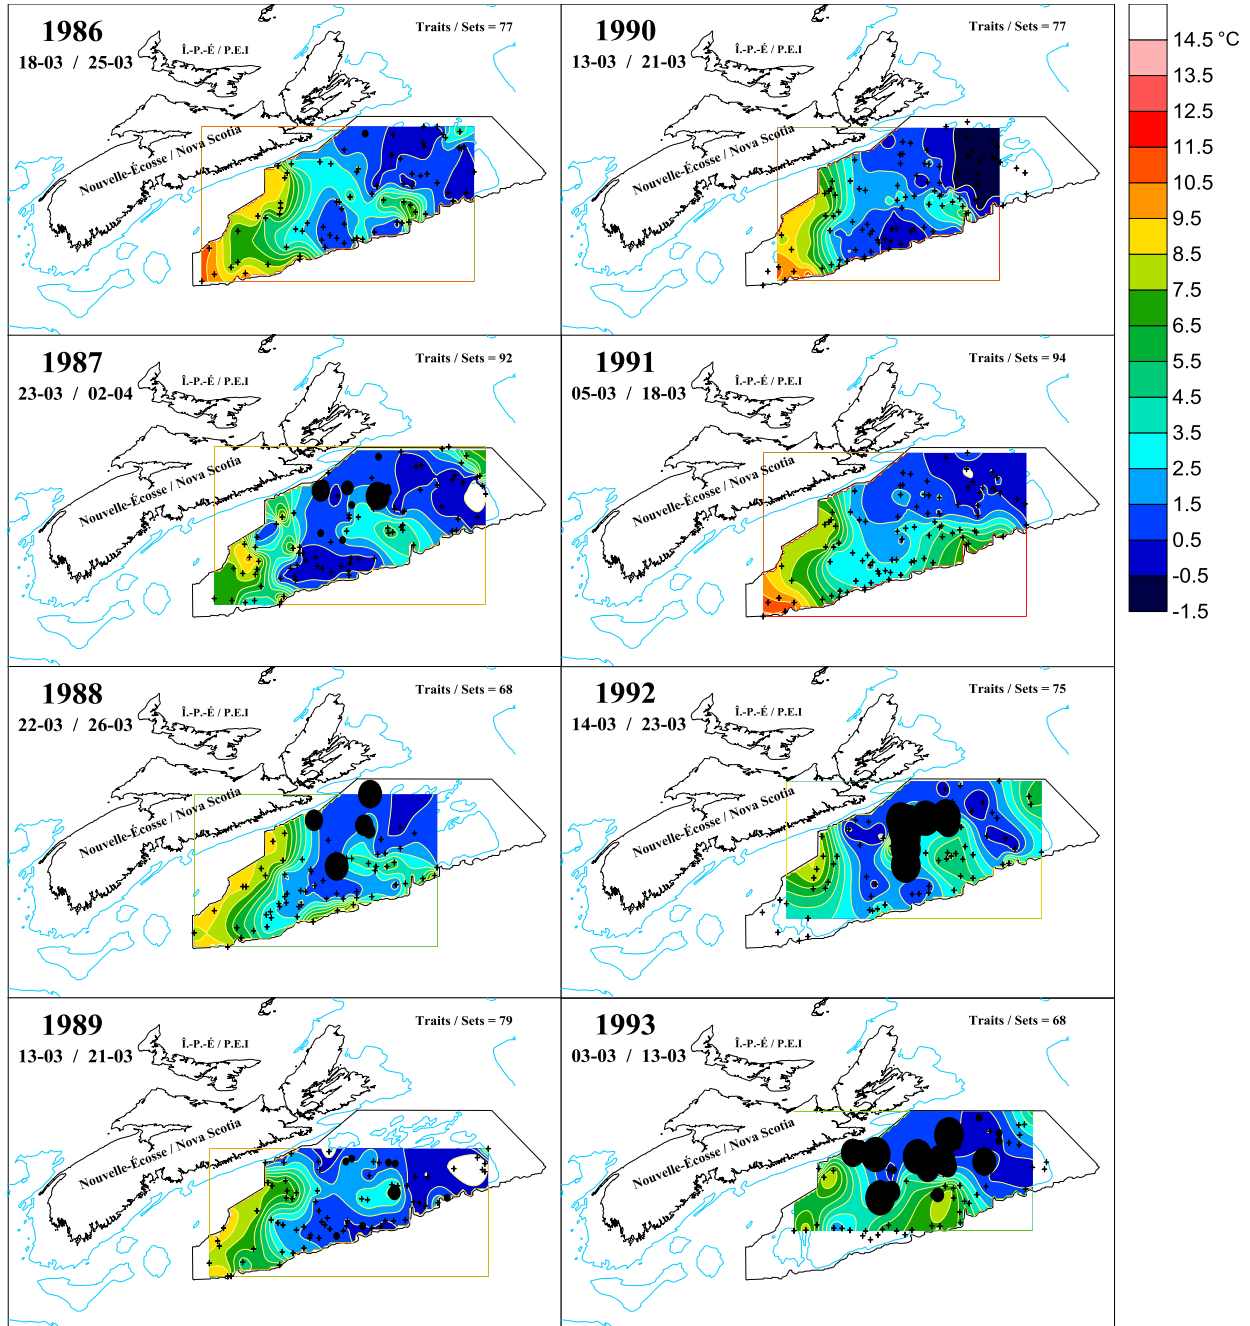 1986
18-03 / 25-03
Traits / Sets = 77
Î.-P.-É / P.E.I
Nouvelle-Écosse / Nova Scotia
1990
13-03 / 21-03
Traits / Sets = 77
Î.-P.-É / P.E.I
Nouvelle-Écosse / Nova Scotia
14.5 °C
13.5
12.5
11.5
10.5
9.5
8.5
7.5
6.5
5.5
4.5
3.5
2.5
1.5
0.5
-0.5
-1.5
1987
23-03 / 02-04
Traits / Sets = 92
Î.-P.-É / P.E.I
Nouvelle-Écosse / Nova Scotia
1991
05-03 / 18-03
Traits / Sets = 94
Î.-P.-É / P.E.I
Nouvelle-Écosse / Nova Scotia
1988
22-03 / 26-03
Traits / Sets = 68
Î.-P.-É / P.E.I
Nouvelle-Écosse / Nova Scotia
1992
14-03 / 23-03
Traits / Sets = 75
Î.-P.-É / P.E.I
Nouvelle-Écosse / Nova Scotia
1989
13-03 / 21-03
Traits / Sets = 79
Î.-P.-É / P.E.I
Nouvelle-Écosse / Nova Scotia
1993
03-03 / 13-03
Traits / Sets = 68
Î.-P.-É / P.E.I
Nouvelle-Écosse / Nova Scotia